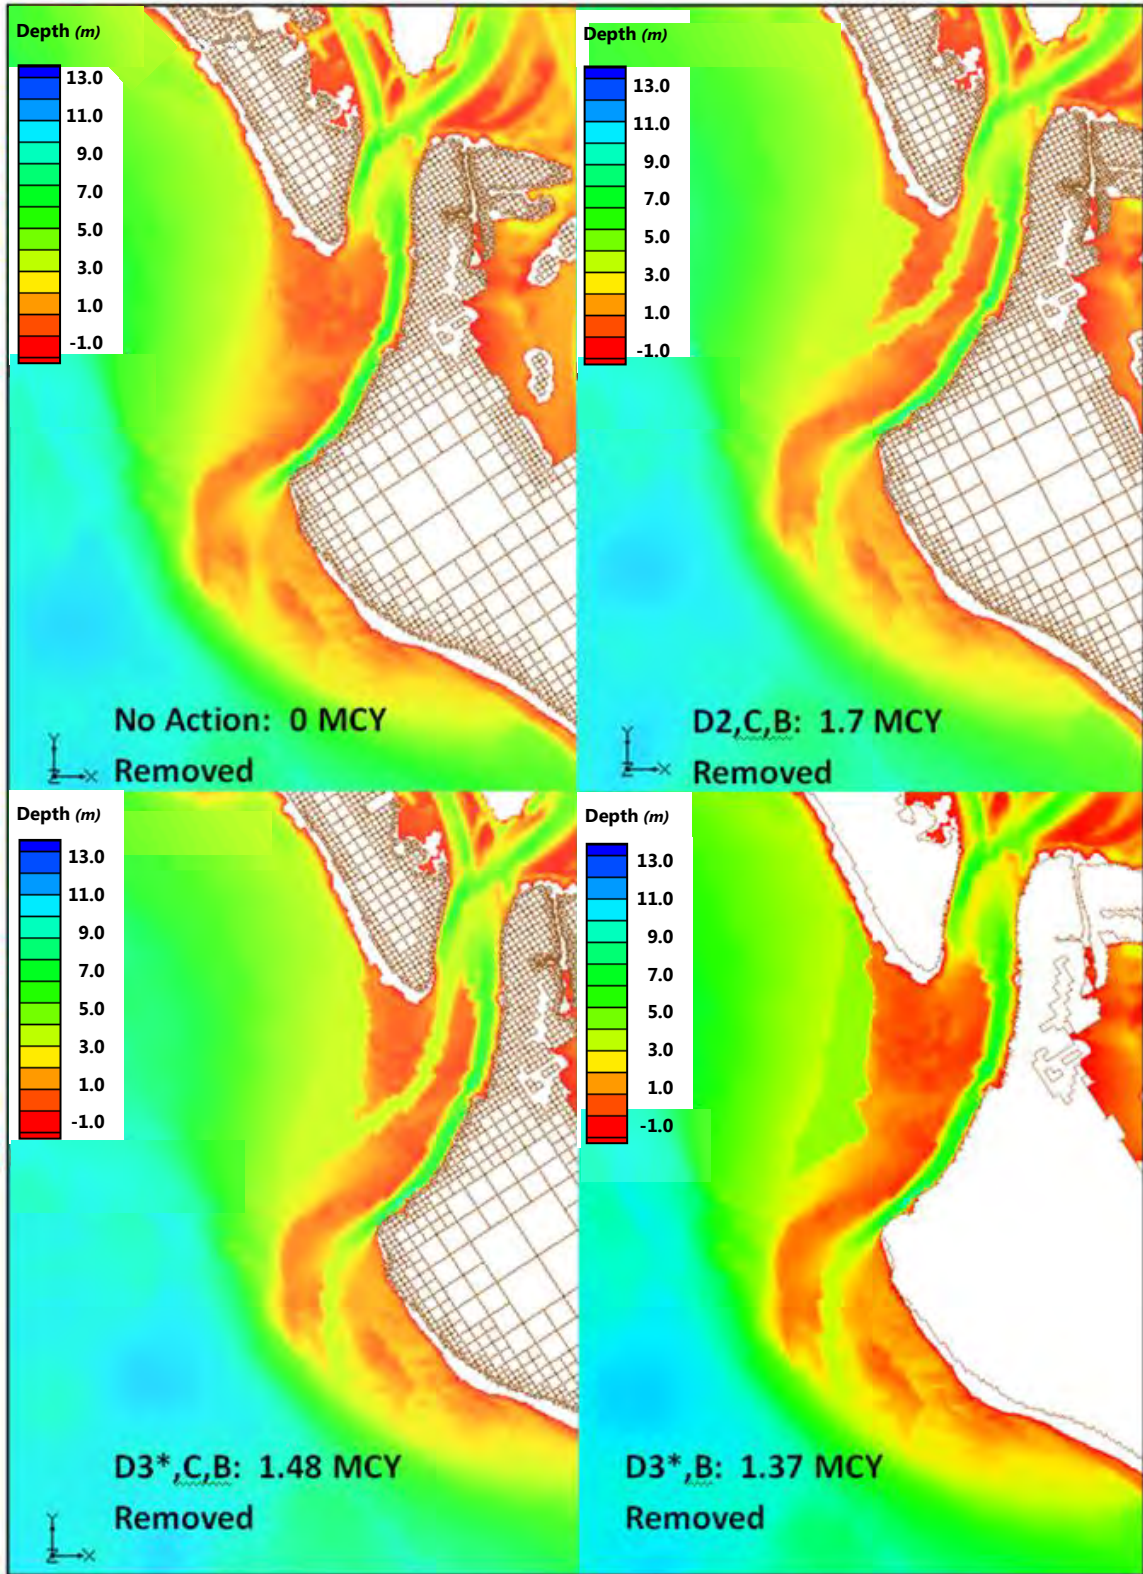 Depth (m)
13.0
11.0
9.0
7.0
5.0
3.0
1.0
-1.0
No Action: 0 MCY
Removed
Y
Z
X
Depth (m)
13.0
11.0
9.0
7.0
5.0
3.0
1.0
-1.0
D2,C,B: 1.7 MCY
Removed
Y
Z
X
Depth (m)
13.0
11.0
9.0
7.0
5.0
3.0
1.0
-1.0
D3*,C,B: 1.48 MCY
Removed
Y
Z
X
Depth (m)
13.0
11.0
9.0
7.0
5.0
3.0
1.0
-1.0
D3*,B: 1.37 MCY
Removed